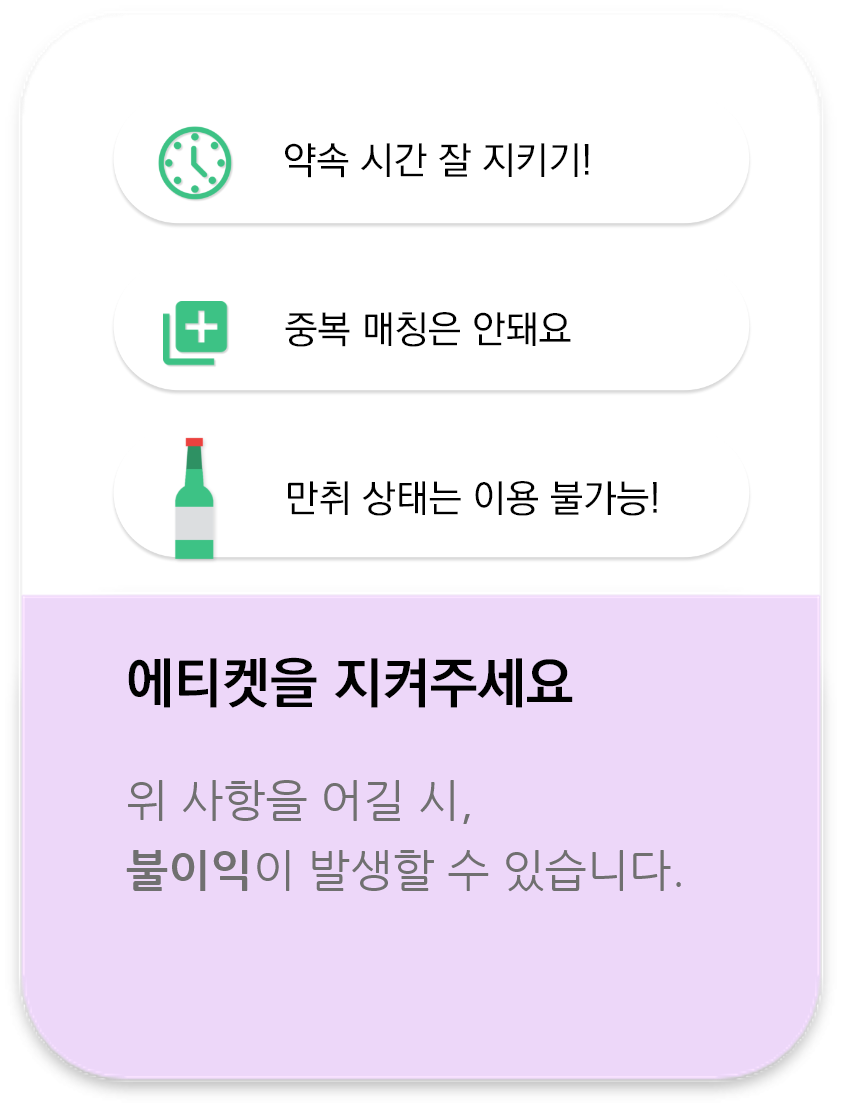 약속 시간 잘 지키기!
중복 매칭은 안돼요
만취 상태는 이용 불가능!
에티켓을 지켜주세요
위 사항을 어길 시,
불이익이 발생할 수 있습니다.